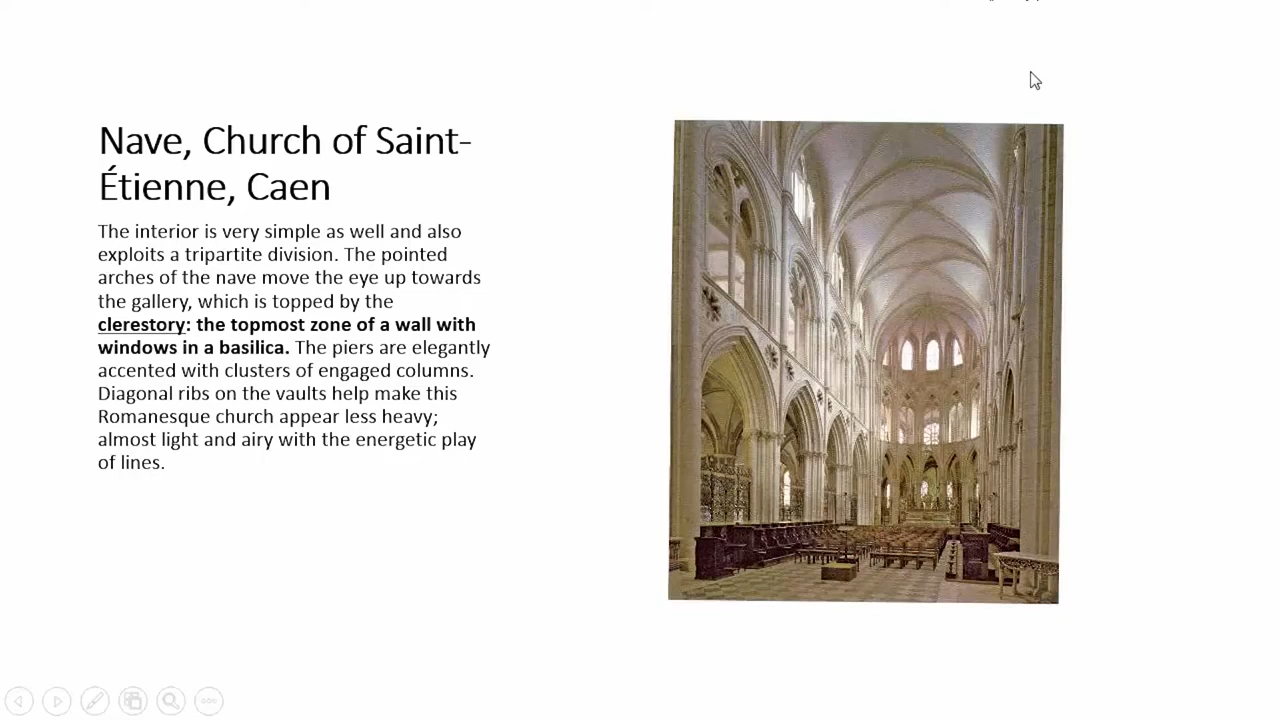 Nave, Church of Saint-
Étienne, Caen
The interior is very simple as well and also
exploits a tripartite division. The pointed
arches of the nave move the eye up towards
the gallery, which is topped by the
clerestory: the topmost zone of a wall with
windows in a basilica. The piers are elegantly
accented with clusters of engaged columns.
Diagonal ribs on the vaults help make this
Romanesque church appear less heavy;
almost light and airy with the energetic play
of lines.